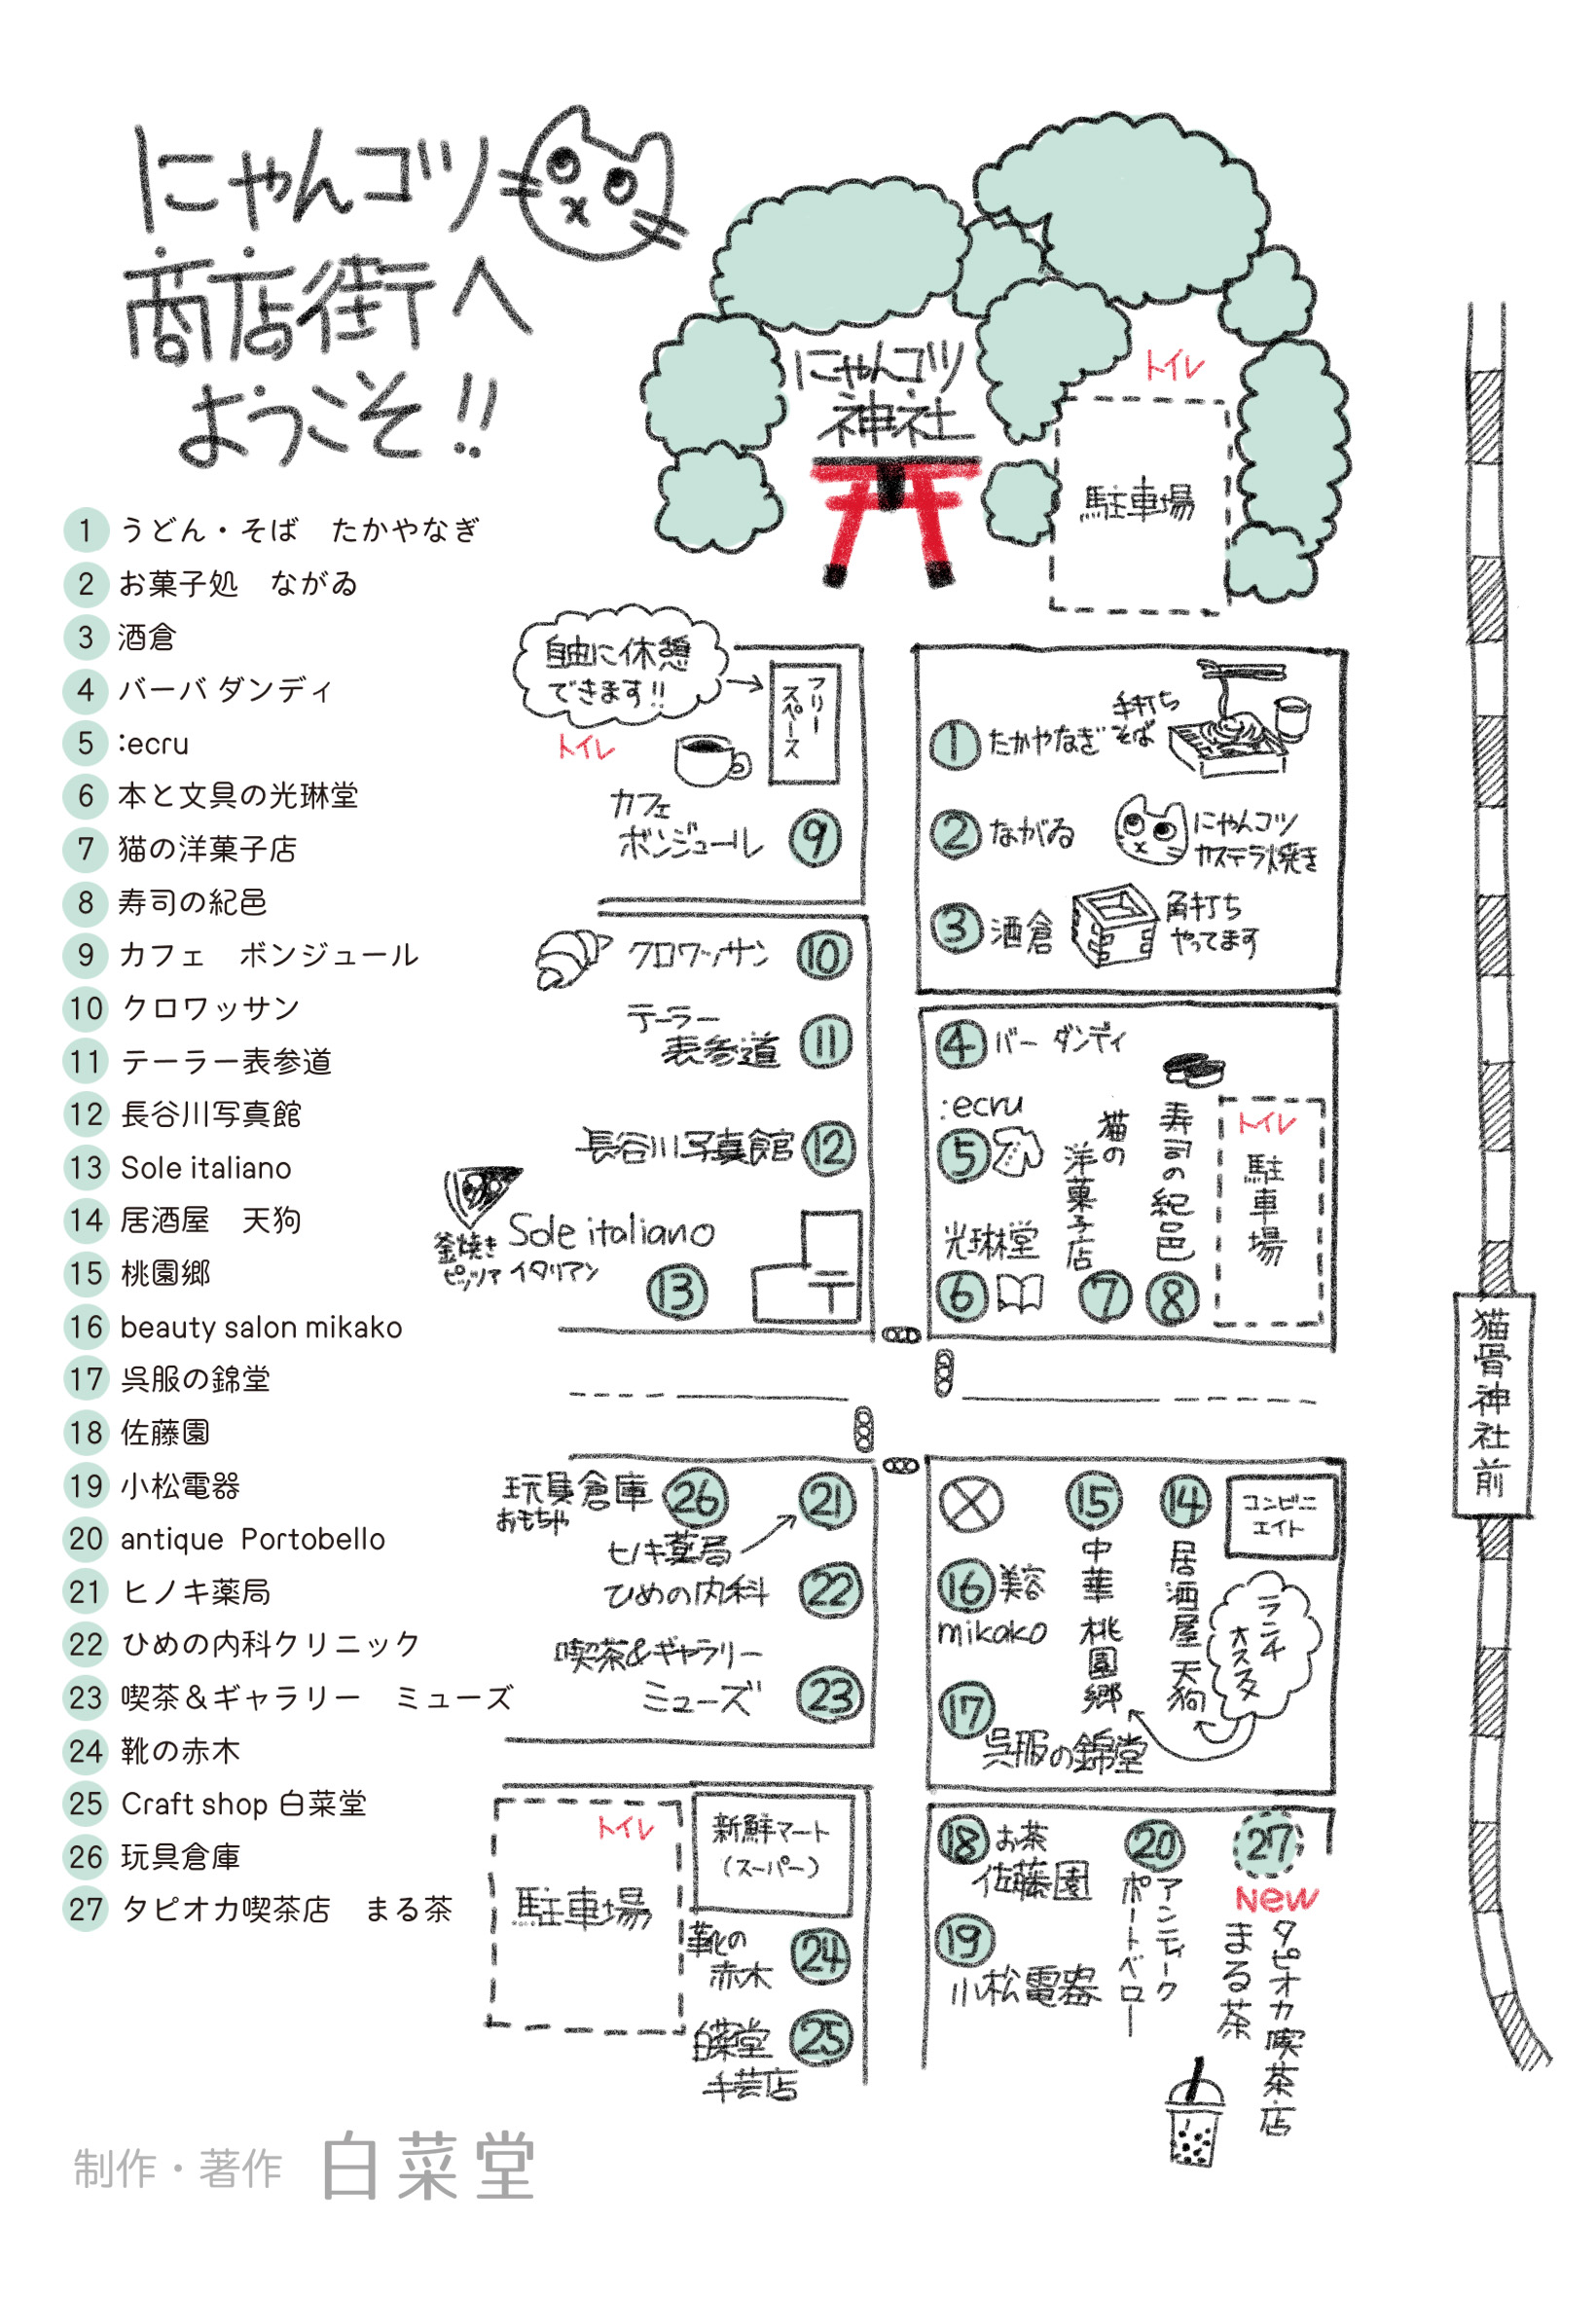 にゃんコツ
商店街へ
ようこそ!!
1 うどん・そば　たかやなぎ
2 お菓子処　ながゐ
3 酒倉
4 バーバ ダンディ
5 :ecru
6 本と文具の光琳堂
7 猫の洋菓子店
8 寿司の紀邑
9 カフェ　ボンジュール
10 クロワッサン
11 テーラー表参道
12 長谷川写真館
13 Sole italiano
14 居酒屋　天狗
15 桃園郷
16 beauty salon mikako
17 呉服の錦堂
18 佐藤園
19 小松電器
20 antique Portobello
21 ヒノキ薬局
22 ひめの内科クリニック
23 喫茶&ギャラリー　ミューズ
24 靴の赤木
25 Craft shop 白菜堂
26 玩具倉庫
27 タピオカ喫茶店　まる茶
にゃんコツ
神社
トイレ
駐車場
自由に休憩
できます!!
フリー
スペース
トイレ
カフェ
ボンジュール
9
1 たかやなぎ
手打ち
そば
2 ながゐ
にゃんコツ
カステラ焼き
3 酒倉
角打ち
やってます
クロワッサン 10
テーラー
表参道 11
長谷川写真館 12
Sole italiano
釜焼き
ピッツァ イタリアン
13
〒
4 バー ダンディ
:ecru
5
光琳堂
6
猫の
洋菓子店
7
寿司の紀邑
8
トイレ
駐車場
猫骨神社前
玩具倉庫 26
おもちゃ
21
ヒノキ薬局
ひめの内科 22
喫茶&ギャラリー
ミューズ 23
15
中華 桃園郷
14
居酒屋 天狗
コンビニ
エイト
ランチ
オススメ
16 美容
mikako
17
呉服の錦堂
トイレ
駐車場
新鮮マート
(スーパー)
靴の
赤木 24
白菜堂 25
手芸店
18 お茶
佐藤園
19
小松電器
20
アンティーク
ポートベロー
27
New
タピオカ喫茶店
まる茶
制作・著作 白菜堂